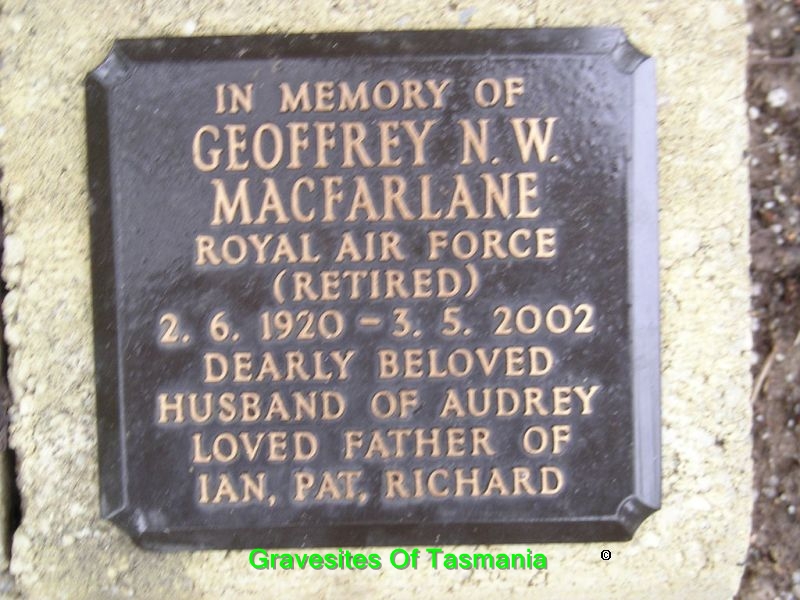 IN MEMORY OF
GEOFFREY N. W.
MACFARLANE
ROYAL AIR FORCE
(RETIRED)
2. 6. 1920 - 3. 5. 2002
DEARLY BELOVED
HUSBAND OF AUDREY
LOVED FATHER OF
IAN, PAT, RICHARD
Gravesites Of Tasmania ©